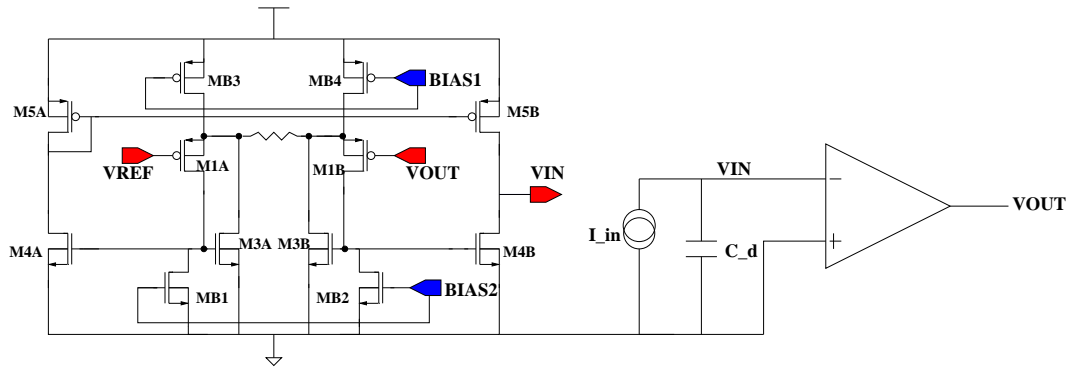 MB3
MB4
BIAS1
M5A
M5B
VREF
M1A
M1B
VOUT
VIN
VIN
VOUT
I_in
C_d
M4A
M3A
M3B
M4B
MB1
MB2
BIAS2